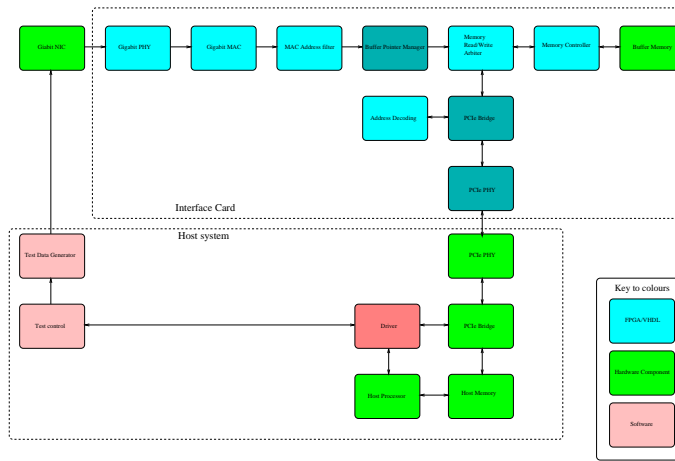 Giabit NIC
Gigabit PHY
Gigabit MAC
MAC Address filter
Buffer Pointer Manager
Memory
Read/Write
Arbiter
Memory Controller
Buffer Memory
Address Decoding
PCIe Bridge
PCIe PHY
Interface Card
Host system
Test Data Generator
PCIe PHY
Key to colours
Test control
Driver
PCIe Bridge
FPGA/VHDL
Host Processor
Host Memory
Hardware Component
Software